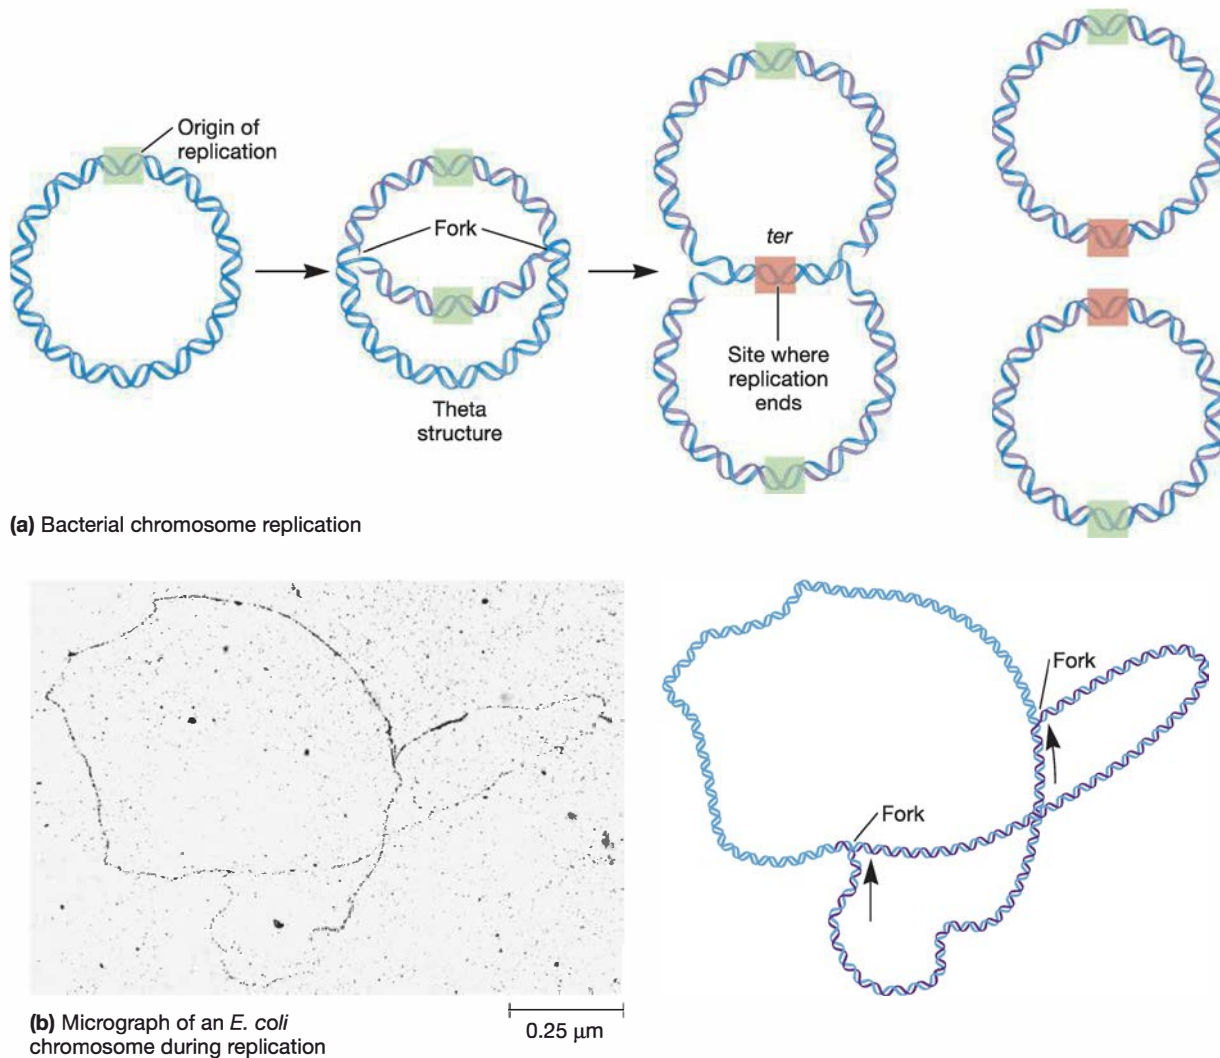 Origin of
replication
Fork
Theta
structure
ter
Site where
replication
ends
(a) Bacterial chromosome replication
Fork
Fork
0.25 μm
(b) Micrograph of an E. coli
chromosome during replication